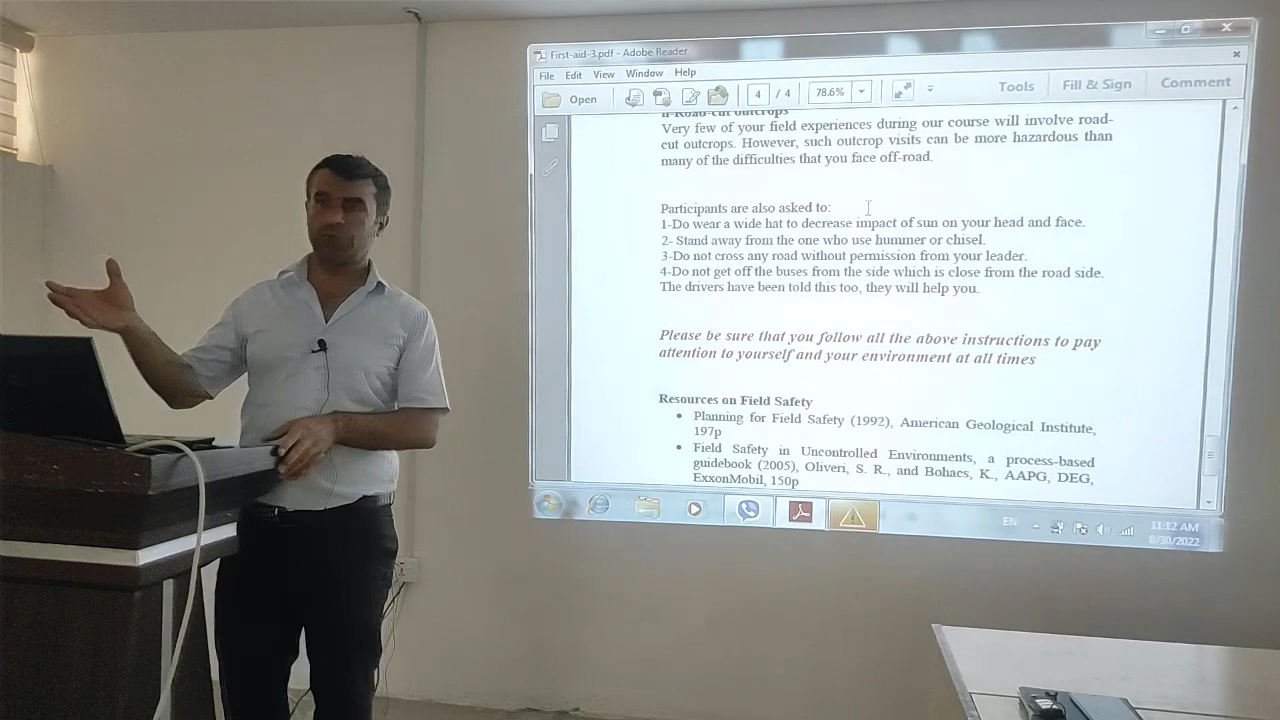 First-aid-3.pdf - Adobe Reader
File Edit View Window Help
Open 4 / 4 78.6% Tools Fill & Sign Comment
n-Road-cut outcrops
Very few of your field experiences during our course will involve road-
cut outcrops. However, such outcrop visits can be more hazardous than
many of the difficulties that you face off-road.
Participants are also asked to:
1-Do wear a wide hat to decrease impact of sun on your head and face.
2- Stand away from the one who use hummer or chisel.
3-Do not cross any road without permission from your leader.
4-Do not get off the buses from the side which is close from the road side.
The drivers have been told this too, they will help you.
Please be sure that you follow all the above instructions to pay
attention to yourself and your environment at all times
Resources on Field Safety
• Planning for Field Safety (1992), American Geological Institute,
197p
• Field Safety in Uncontrolled Environments, a process-based
guidebook (2005), Oliveri, S. R., and Bohacs, K., AAPG, DEG,
ExxonMobil, 150p
EN 11:12 AM
8/30/2022